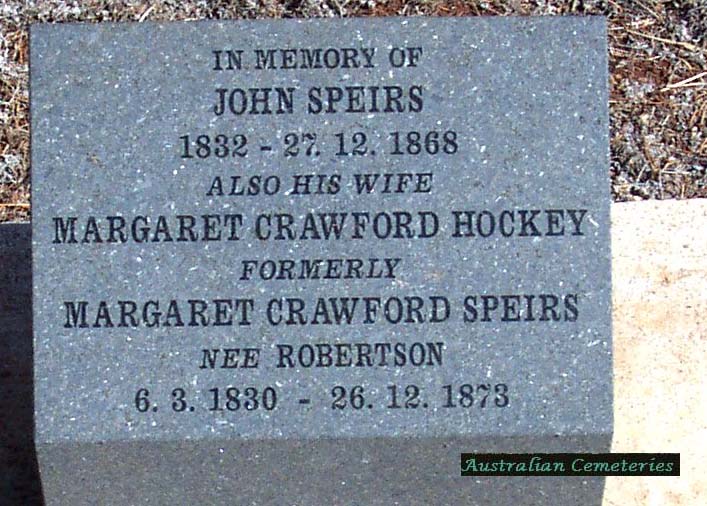 IN MEMORY OF
JOHN SPEIRS
1832 - 27. 12. 1868
ALSO HIS WIFE
MARGARET CRAWFORD HOCKEY
FORMERLY
MARGARET CRAWFORD SPEIRS
NEE ROBERTSON
6. 3. 1830 - 26. 12. 1873
Australian Cemeteries